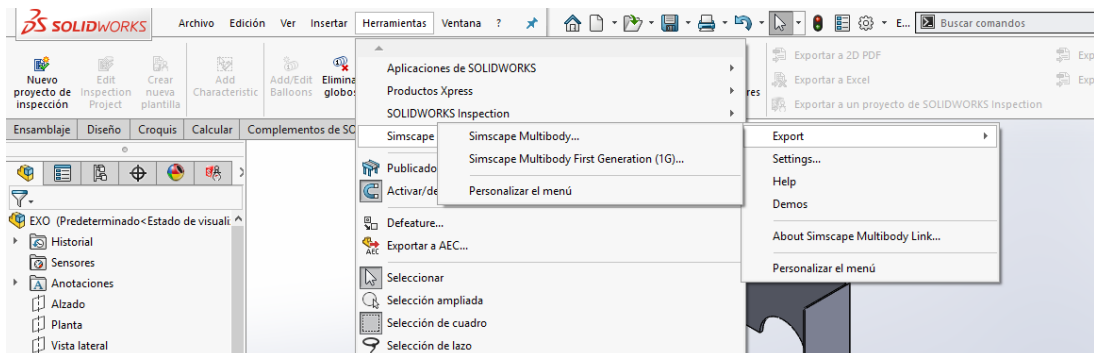 SOLIDWORKS
Archivo Edición Ver Insertar Herramientas Ventana ?
E...
Buscar comandos
Nuevo proyecto de inspección
Edit Inspection Project
Crear nueva plantilla
Add Characteristic
Add/Edit Balloons
Elimina
globo
res
Exportar a 2D PDF
Exportar a Excel
Exportar a un proyecto de SOLIDWORKS Inspection
Exp
Exp
Ensamblaje Diseño Croquis Calcular Complementos de SO
Aplicaciones de SOLIDWORKS
Productos Xpress
SOLIDWORKS Inspection
Simscape
Publicado
Activar/de
Defeature...
Exportar a AEC...
Seleccionar
Selección ampliada
Selección de cuadro
Selección de lazo
Simscape Multibody...
Simscape Multibody First Generation (1G)...
Personalizar el menú
Export
Settings...
Help
Demos
About Simscape Multibody Link...
Personalizar el menú
EXO (Predeterminado<Estado de visuali
Historial
Sensores
Anotaciones
Alzado
Planta
Vista lateral